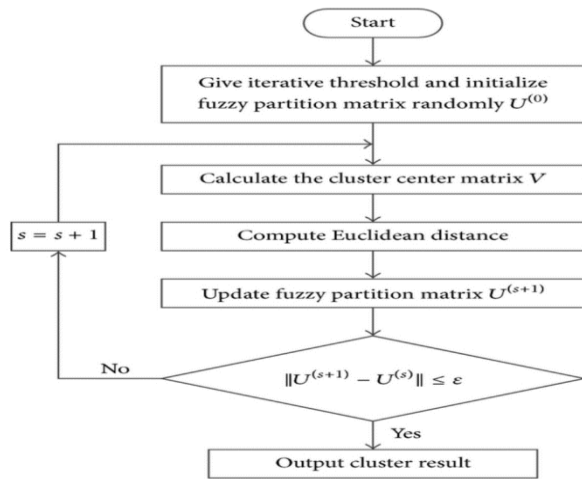 Start
Give iterative threshold and initialize
fuzzy partition matrix randomly U^(0)
Calculate the cluster center matrix V
s = s + 1
Compute Euclidean distance
Update fuzzy partition matrix U^(s+1)
No
‖U^(s+1) − U^(s)‖ ≤ ε
Yes
Output cluster result